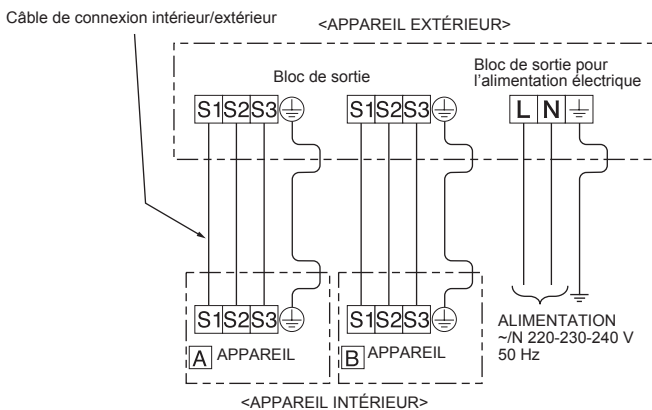 Câble de connexion intérieur/extérieur
<APPAREIL EXTÉRIEUR>
Bloc de sortie
Bloc de sortie pour
l'alimentation électrique
S1 S2 S3
S1 S2 S3
L N
S1 S2 S3
S1 S2 S3
A APPAREIL
B APPAREIL
ALIMENTATION
~/N 220-230-240 V
50 Hz
<APPAREIL INTÉRIEUR>